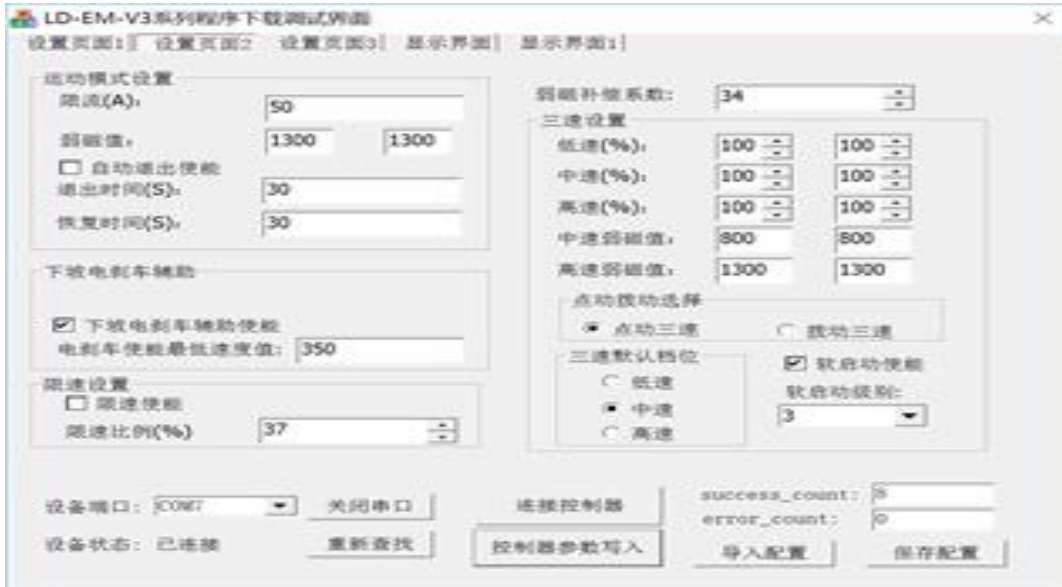 LD-EM-V3系列程序下载调试界面
设置页面1 设置页面2 设置页面3 显示界面 显示界面1
运动模式设置
限流(A): 50
弱磁值: 1300 1300
自动退出使能
退出时间(S): 30
恢复时间(S): 30
下坡电刹车辅助
下坡电刹车辅助使能
电刹车使能最低速度值: 350
限速设置
限速使能
限速比例(%) 37
弱磁补偿系数: 34
三速设置
低速(%): 100 100
中速(%): 100 100
高速(%): 100 100
中速弱磁值: 800 800
高速弱磁值: 1300 1300
点动拨动选择
点动三速 拨动三速
三速默认档位
低速
中速
高速
软启动使能
软启动级别:
3
设备端口: COM7 关闭串口 连接控制器
设备状态: 已连接 重新查找 控制器参数写入
success_count:
error_count: 0
导入配置 保存配置